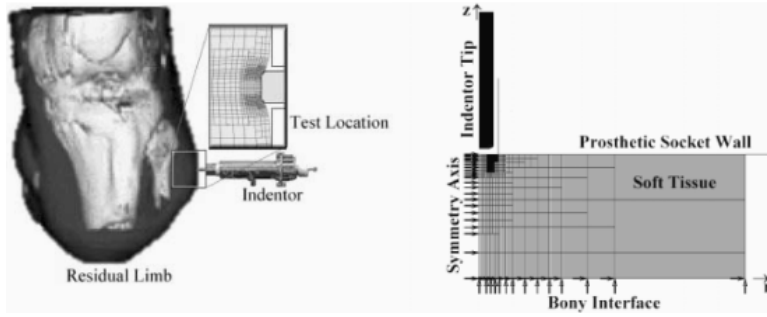 Test Location
Indentor
Residual Limb
z
Indentor Tip
Prosthetic Socket Wall
Symmetry Axis
Soft Tissue
Bony Interface